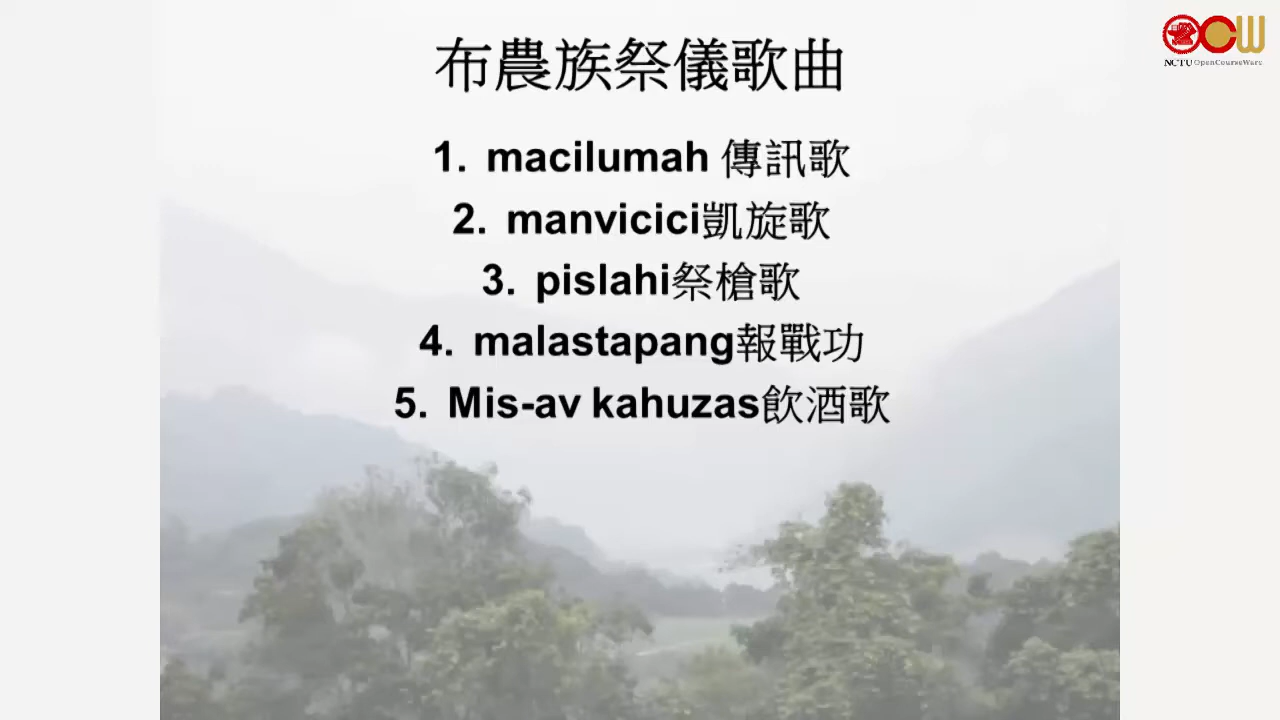 布農族祭儀歌曲
1. macilumah 傳訊歌
2. manvicici凱旋歌
3. pislahi祭槍歌
4. malastapang報戰功
5. Mis-av kahuzas飲酒歌
OCW
NCTU OpenCourseWare